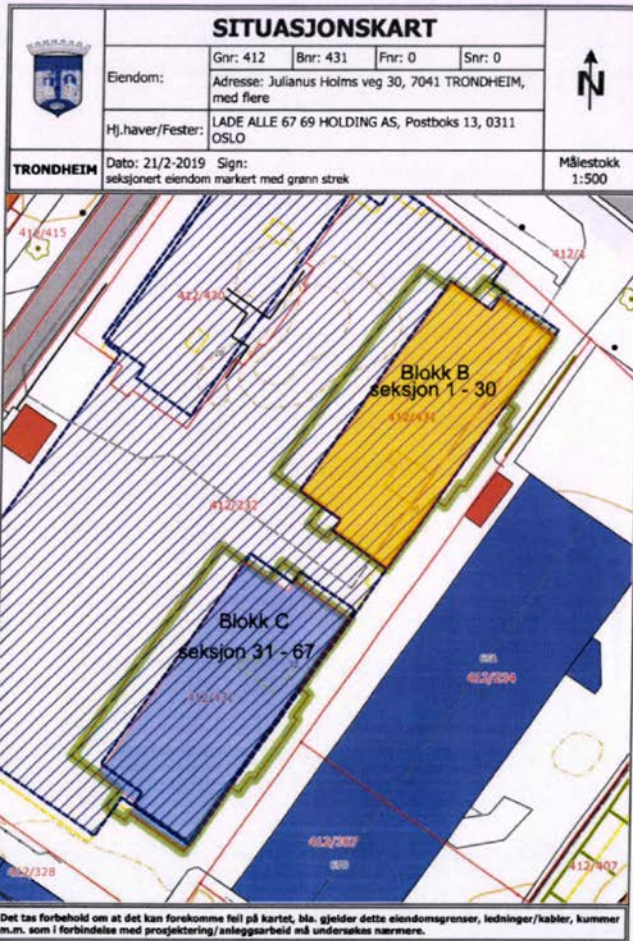 SITUASJONSKART
Eiendom:
Gnr: 412 Bnr: 431 Fnr: 0 Snr: 0
Adresse: Julianus Holms veg 30, 7041 TRONDHEIM,
med flere
Hj.haver/Fester:
LADE ALLE 67 69 HOLDING AS, Postboks 13, 0311
OSLO
N
TRONDHEIM
Dato: 21/2-2019 Sign:
seksjonert eiendom markert med grønn strek
Målestokk
1:500
412/415
412/1
412/430
Blokk B
seksjon 1 - 30
412/431
412/232
Blokk C
seksjon 31 - 67
412/431
412/234
412/387
412/328
412/407
Det tas forbehold om at det kan forekomme feil på kartet, bla. gjelder dette eiendomsgrenser, ledninger/kabler, kummer
m.m. som i forbindelse med prosjektering/anleggsarbeid må undersøkes nærmere.